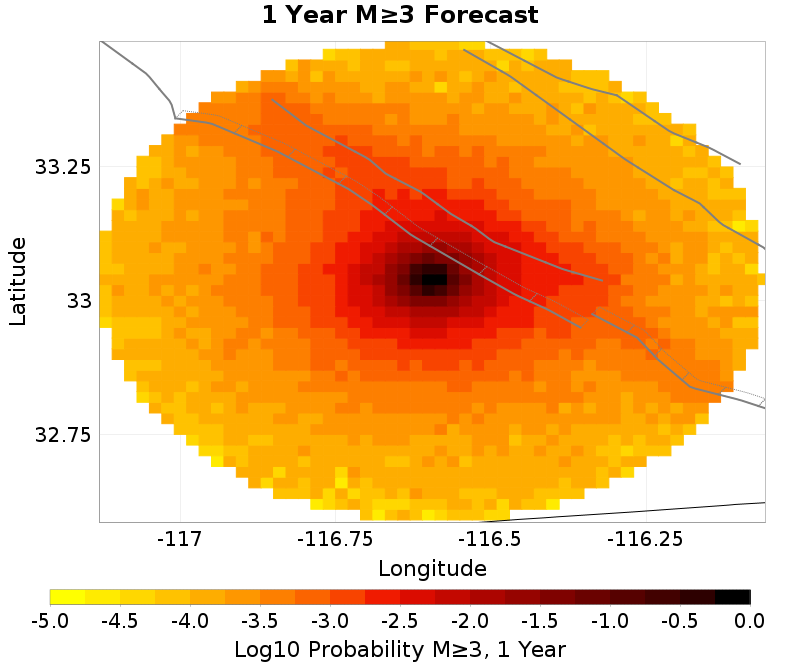 1 Year M≥3 Forecast
Latitude
33.25
33
32.75
-117 -116.75 -116.5 -116.25
Longitude
-5.0 -4.5 -4.0 -3.5 -3.0 -2.5 -2.0 -1.5 -1.0 -0.5 0.0
Log10 Probability M≥3, 1 Year